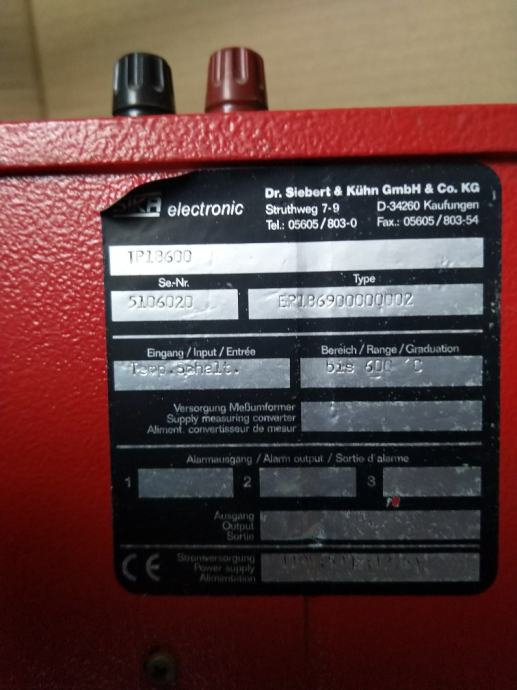 electronic
Dr. Siebert & Kühn GmbH & Co. KG
Struthweg 7-9 D-34260 Kaufungen
Tel.: 05605/803-0 Fax.: 05605/803-54
TP18600
Se.-Nr. Type
5106020 EP186900000002
Eingang / Input / Entrée Bereich / Range / Graduation
bis 600 °C
Versorgung Meßumformer
Supply measuring converter
Aliment. convertisseur de mesur
Alarmausgang / Alarm output / Sortie d'alarme
1 2 3
Ausgang
Output
Sortie
CE
Stromversorgung
Power supply
Alimentation